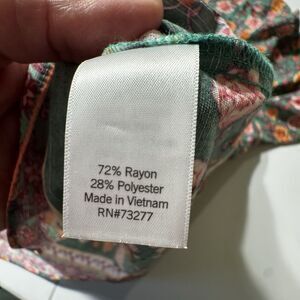 72% Rayon
28% Polyester
Made in Vietnam
RN#73277